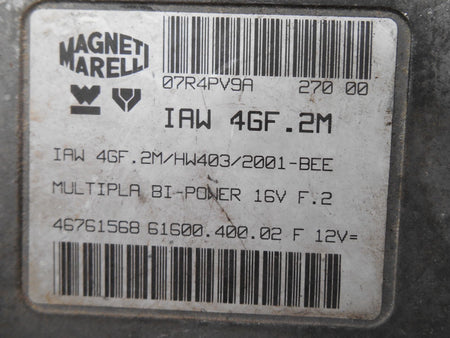 MAGNETI
MARELLI
07R4PV9A 270 00
IAW 4GF.2M
IAW 4GF.2M/HW403/2001-BEE
MULTIPLA BI-POWER 16V F.2
46761568 61600.400.02 F 12V=